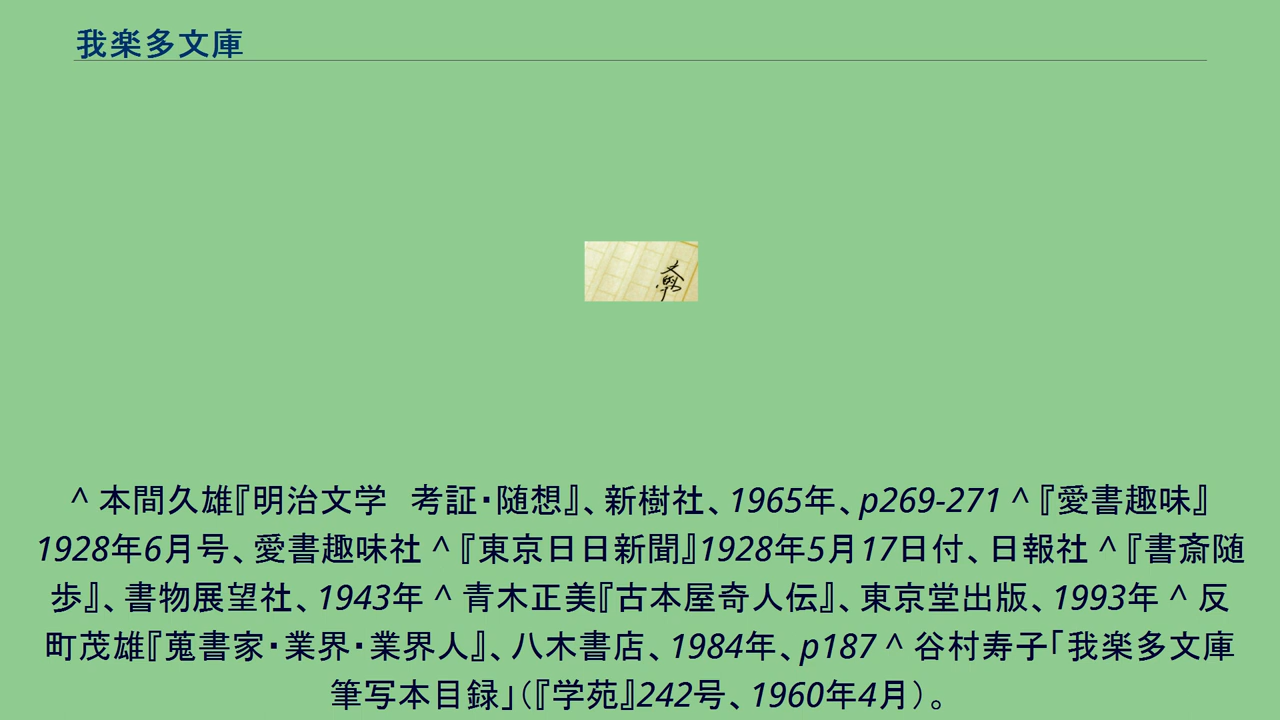 我楽多文庫
^ 本間久雄『明治文学　考証・随想』、新樹社、1965年、p269-271 ^『愛書趣味』
1928年6月号、愛書趣味社 ^『東京日日新聞』1928年5月17日付、日報社 ^『書斎随
歩』、書物展望社、1943年 ^ 青木正美『古本屋奇人伝』、東京堂出版、1993年 ^ 反
町茂雄『蒐書家・業界・業界人』、八木書店、1984年、p187 ^ 谷村寿子「我楽多文庫
筆写本目録」(『学苑』242号、1960年4月)。